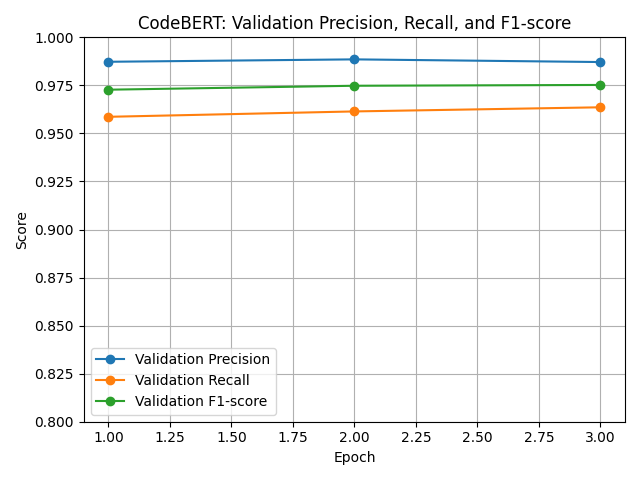 CodeBERT: Validation Precision, Recall, and F1-score
1.000
0.975
0.950
0.925
0.900
0.875
0.850
0.825
0.800
Score
Validation Precision
Validation Recall
Validation F1-score
1.00 1.25 1.50 1.75 2.00 2.25 2.50 2.75 3.00
Epoch